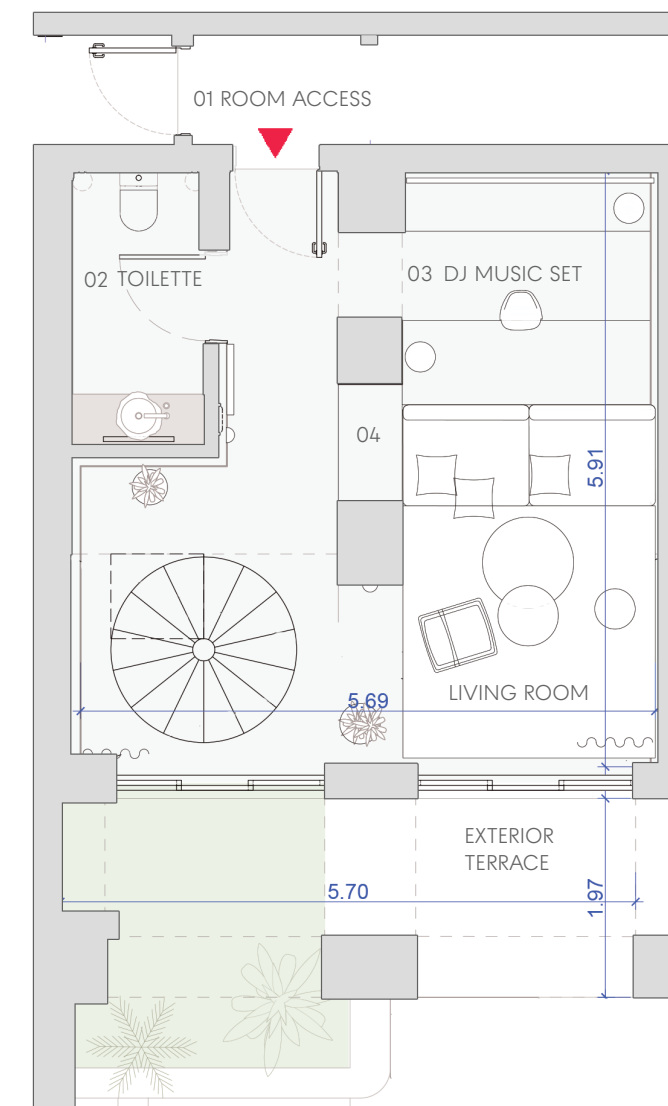 01 ROOM ACCESS
02 TOILETTE
03 DJ MUSIC SET
04
5.91
LIVING ROOM
5.69
EXTERIOR
TERRACE
5.70
1.97